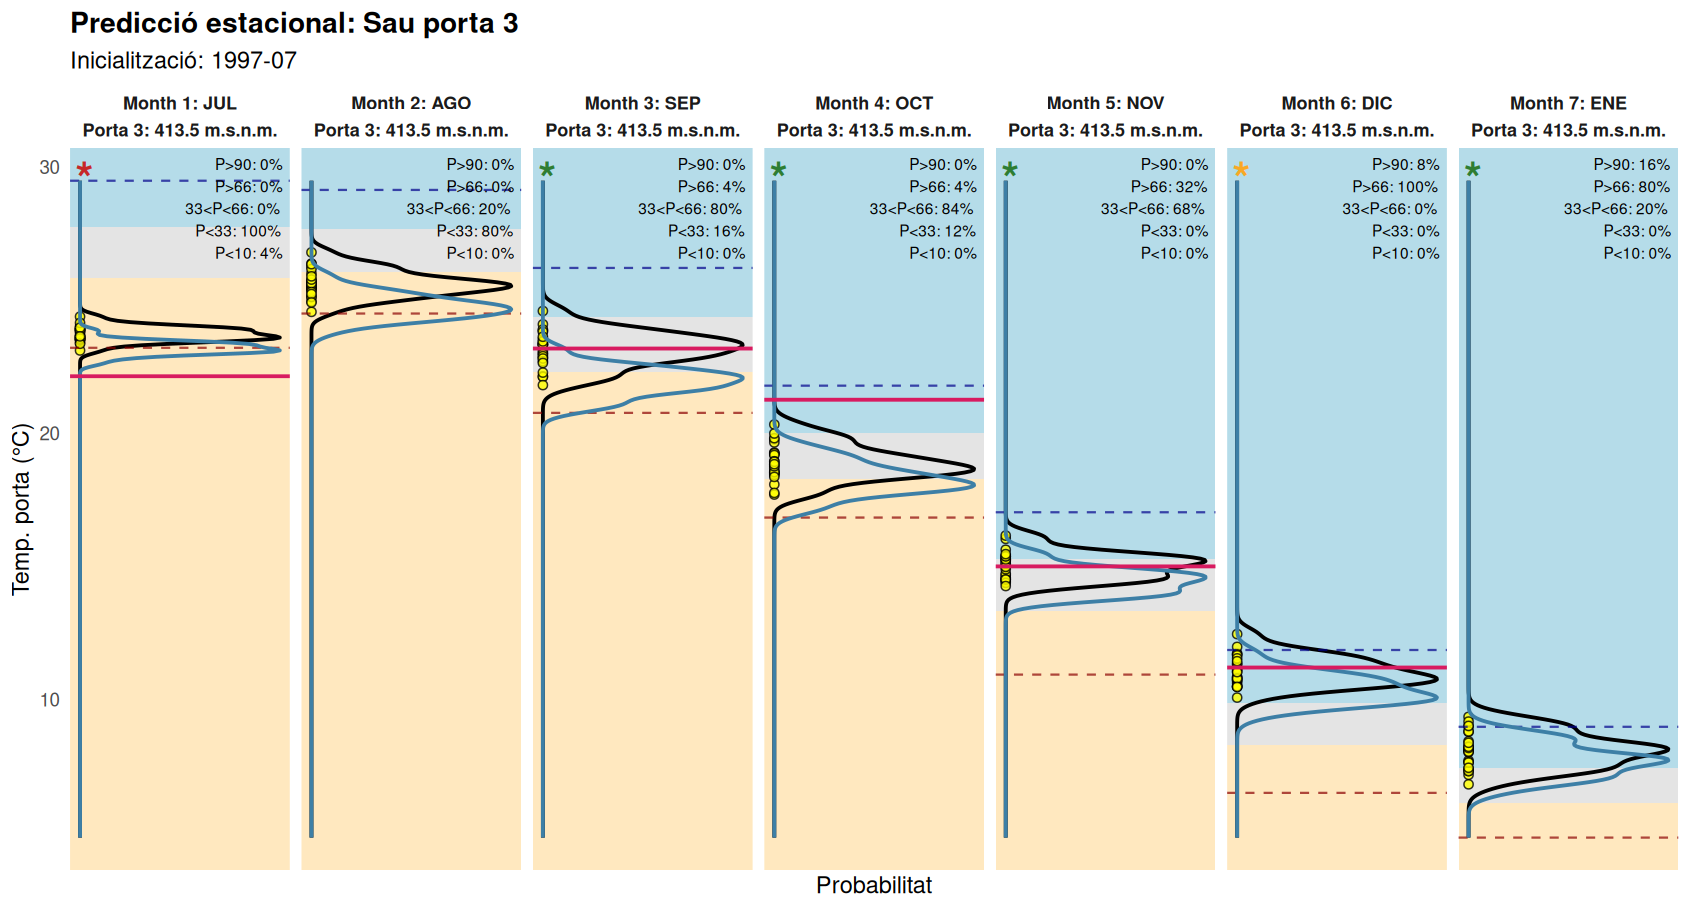 Predicció estacional: Sau porta 3
Inicialització: 1997-07
Month 1: JUL
Porta 3: 413.5 m.s.n.m.
Month 2: AGO
Porta 3: 413.5 m.s.n.m.
Month 3: SEP
Porta 3: 413.5 m.s.n.m.
Month 4: OCT
Porta 3: 413.5 m.s.n.m.
Month 5: NOV
Porta 3: 413.5 m.s.n.m.
Month 6: DIC
Porta 3: 413.5 m.s.n.m.
Month 7: ENE
Porta 3: 413.5 m.s.n.m.
*
P>90: 0%
P>66: 0%
33<P<66: 0%
P<33: 100%
P<10: 4%
P>90: 0%
P>66: 0%
33<P<66: 20%
P<33: 80%
P<10: 0%
*
P>90: 0%
P>66: 4%
33<P<66: 80%
P<33: 16%
P<10: 0%
*
P>90: 0%
P>66: 4%
33<P<66: 84%
P<33: 12%
P<10: 0%
*
P>90: 0%
P>66: 32%
33<P<66: 68%
P<33: 0%
P<10: 0%
*
P>90: 8%
P>66: 100%
33<P<66: 0%
P<33: 0%
P<10: 0%
*
P>90: 16%
P>66: 80%
33<P<66: 20%
P<33: 0%
P<10: 0%
30
20
10
Temp. porta (°C)
Probabilitat